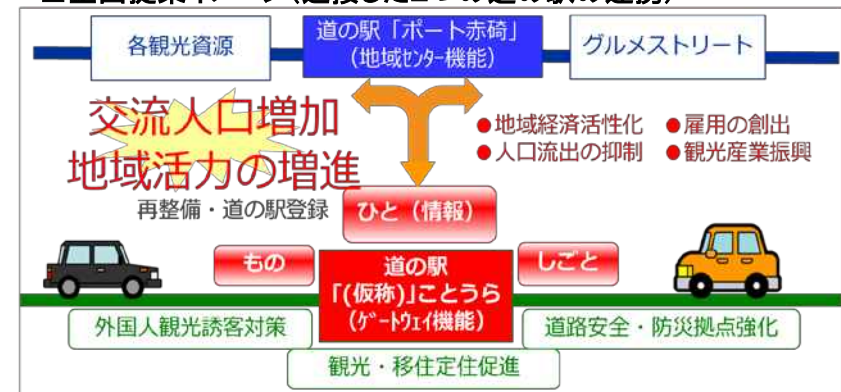 各観光資源
道の駅「ポート赤碕」
(地域ｾﾝﾀｰ機能)
グルメストリート
交流人口増加
地域活力の増進
●地域経済活性化 ●雇用の創出
●人口流出の抑制 ●観光産業振興
再整備・道の駅登録
ひと（情報）
もの
しごと
道の駅
「(仮称)」ことうら
(ｹﾞｰﾄｳｪｲ機能)
外国人観光誘客対策
道路安全・防災拠点強化
観光・移住定住促進